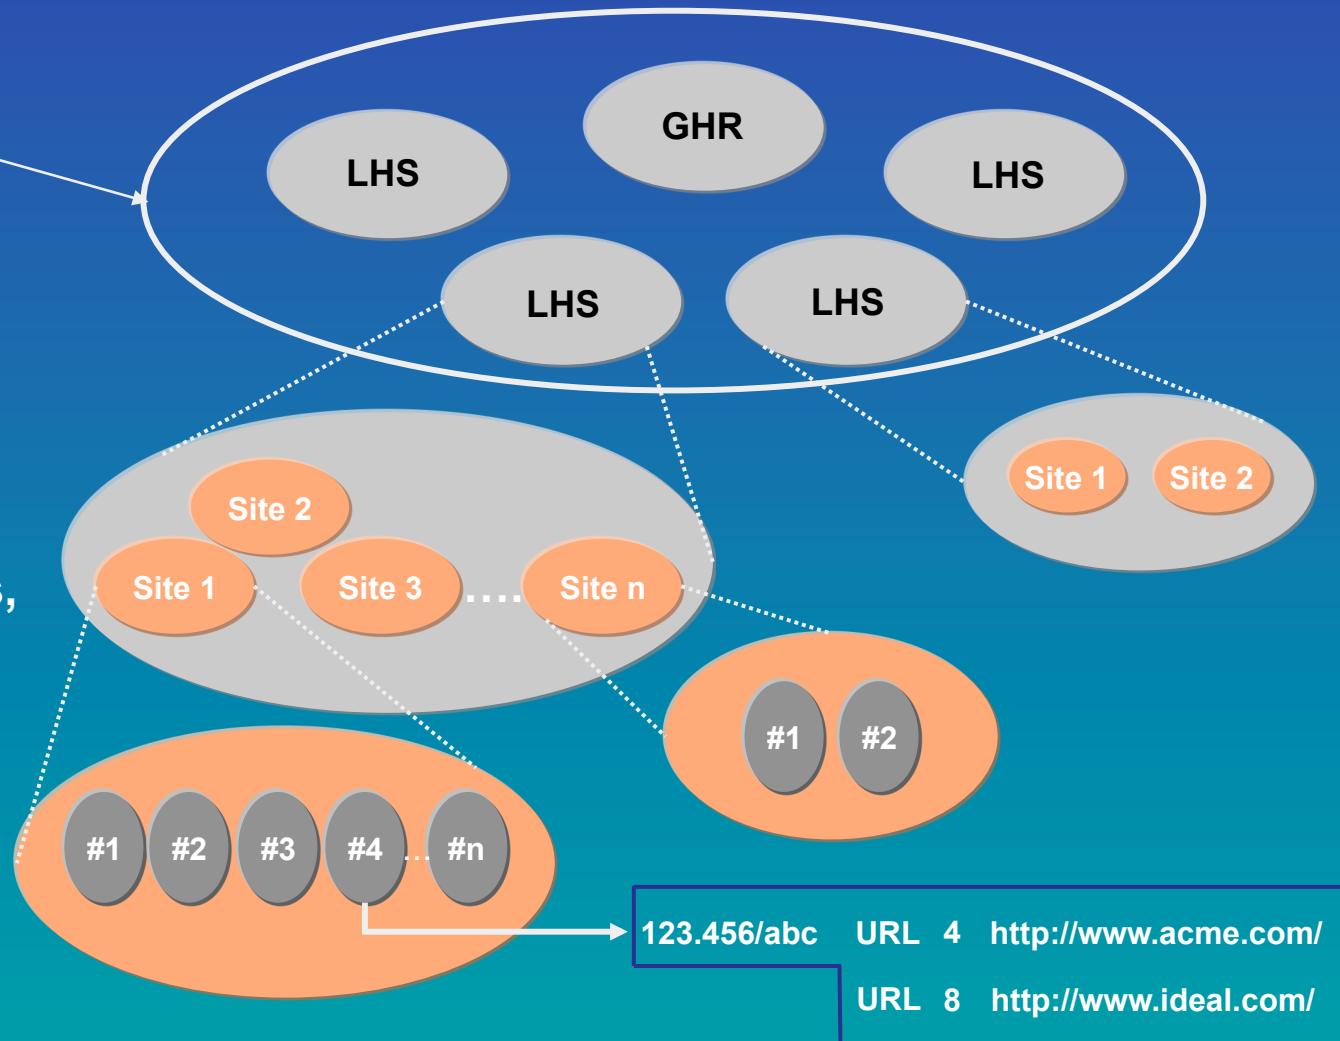 GHR
LHS
LHS
LHS
LHS
Site 1
Site 2
Site 2
Site 1
Site 3
....
Site n
#1
#2
#1
#2
#3
#4
...
#n
123.456/abc URL 4 http://www.acme.com/
URL 8 http://www.ideal.com/